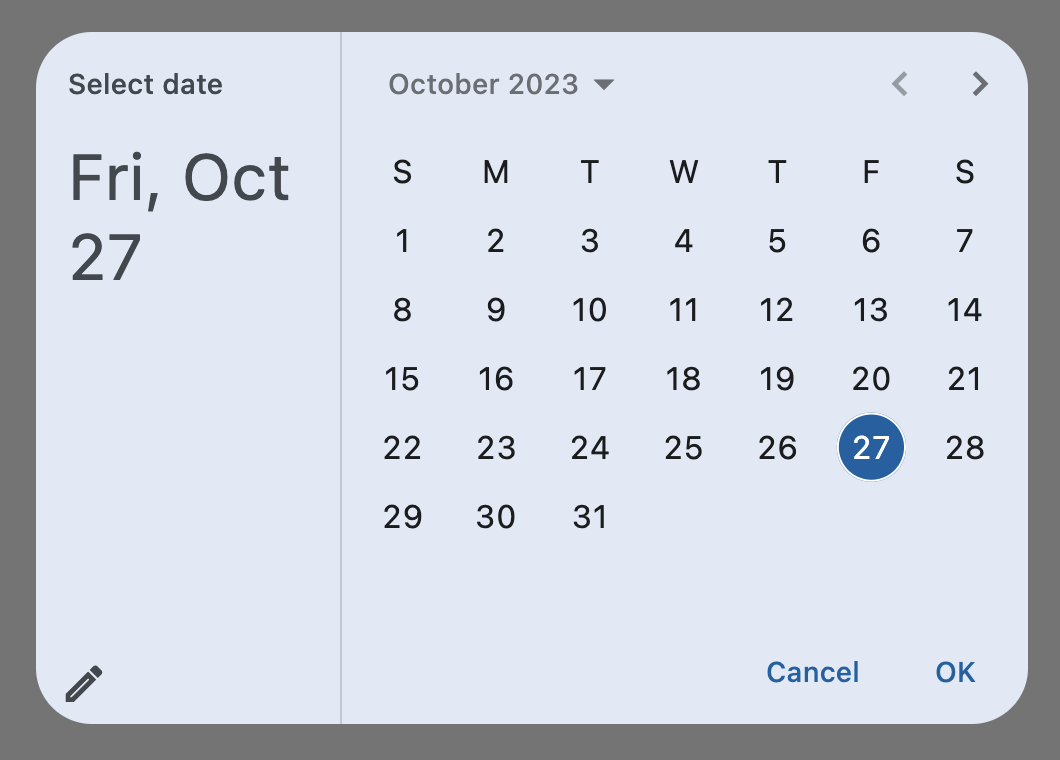 Select date
Fri, Oct
27
October 2023
S M T W T F S
1 2 3 4 5 6 7
8 9 10 11 12 13 14
15 16 17 18 19 20 21
22 23 24 25 26 27 28
29 30 31
Cancel OK